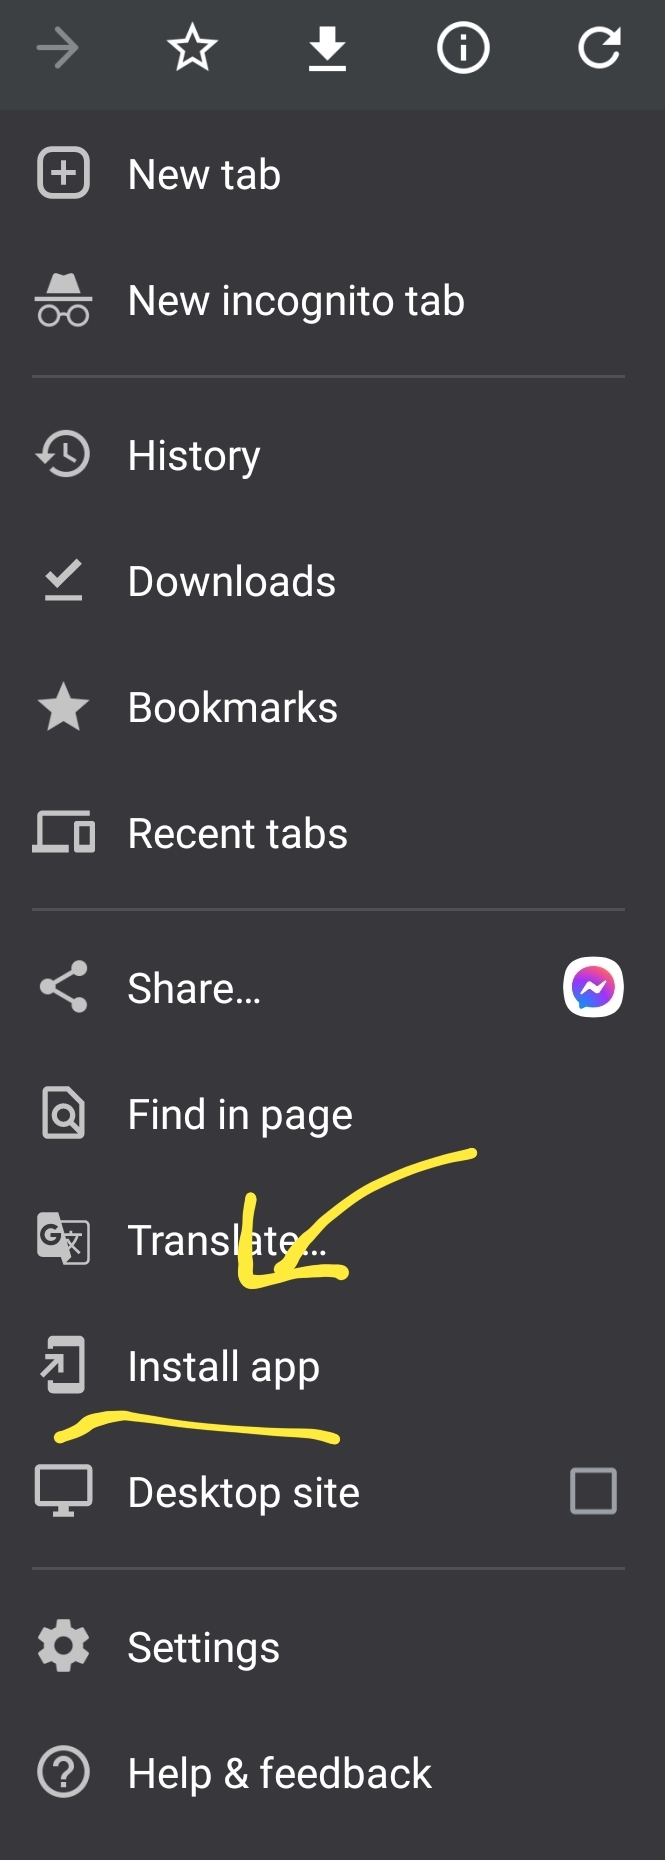 New tab
New incognito tab
History
Downloads
Bookmarks
Recent tabs
Share...
Find in page
Translate...
Install app
Desktop site
Settings
Help & feedback